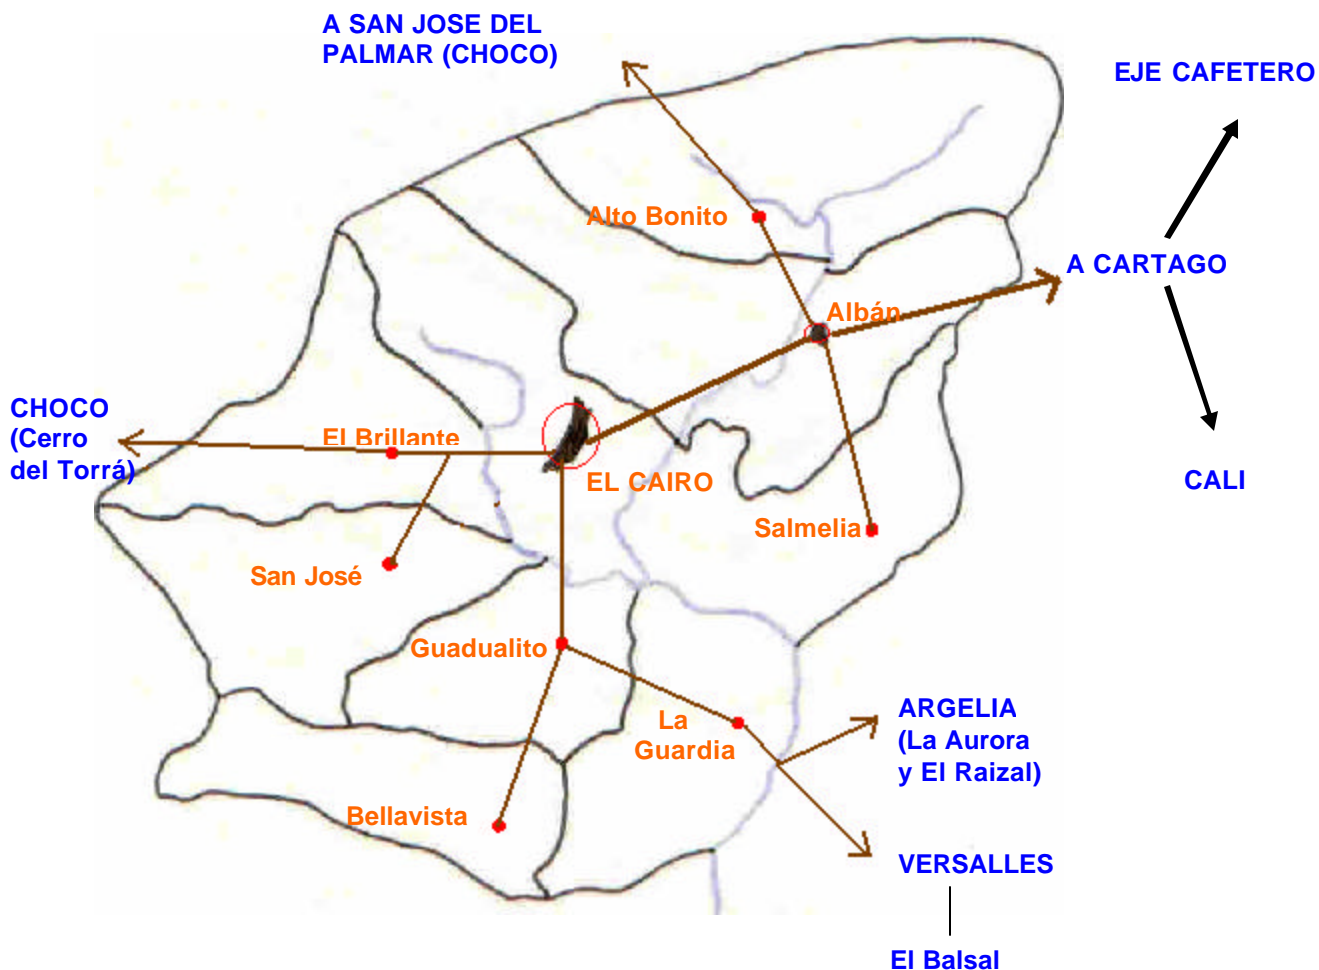 A SAN JOSE DEL
PALMAR (CHOCO)
EJE CAFETERO
Alto Bonito
A CARTAGO
Albán
CHOCO
(Cerro
del Torrá)
El Brillante
EL CAIRO
CALI
Salmelia
San José
Guadualito
La
Guardia
ARGELIA
(La Aurora
y El Raizal)
Bellavista
VERSALLES
El Balsal